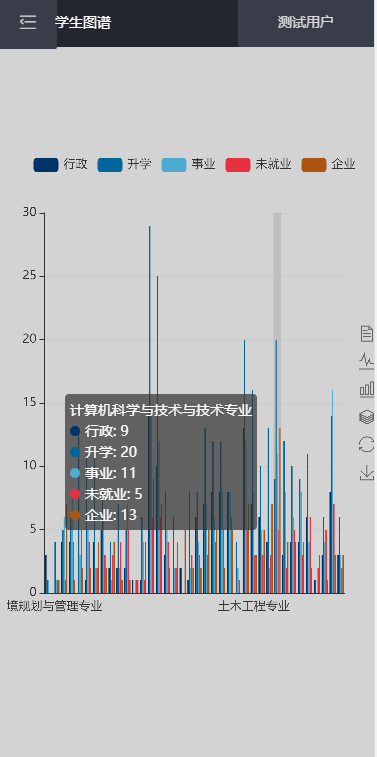 学生图谱
测试用户
行政
升学
事业
未就业
企业
30
25
20
15
10
计算机科学与技术与技术专业
行政: 9
升学: 20
事业: 11
未就业: 5
企业: 13
5
0
境规划与管理专业
土木工程专业